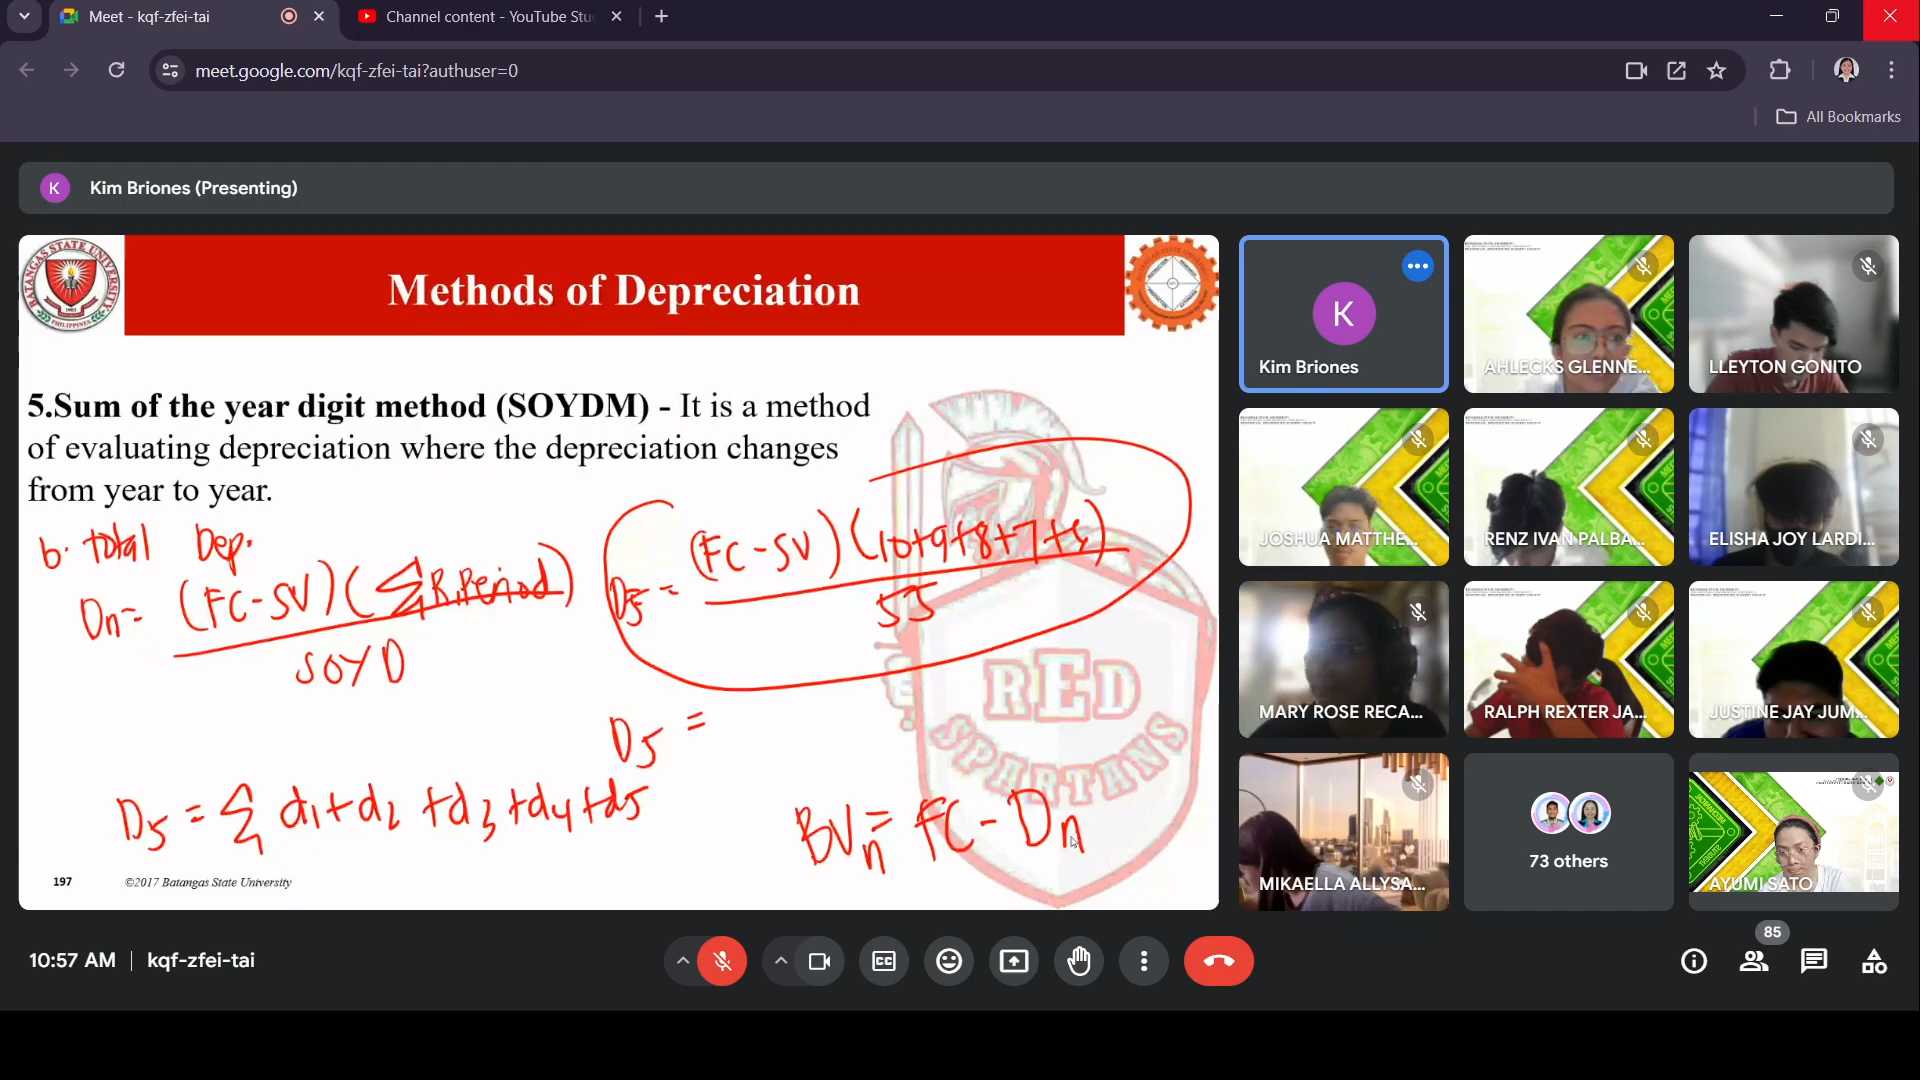 Meet - kqf-zfei-tai
Channel content - YouTube Stu
meet.google.com/kqf-zfei-tai?authuser=0
All Bookmarks
K
Kim Briones (Presenting)
BATANGAS STATE UNIVERSITY
PHILIPPINES
Methods of Depreciation
5.Sum of the year digit method (SOYDM) - It is a method
of evaluating depreciation where the depreciation changes
from year to year.
b. total Dep.
Dn = (FC-SV)(∑R.Period)
SOYD
D5 = (FC-SV)(10+9+8+7+6)
55
D5 =
D5 = ∑ d1+d2+d3+d4+d5
BVn = FC - Dn
RED
SPARTANS
197
©2017 Batangas State University
K
Kim Briones
AHLECKS GLENNE...
LLEYTON GONITO
JOSHUA MATTHE...
RENZ IVAN PALBA...
ELISHA JOY LARDI...
MARY ROSE RECA...
RALPH REXTER JA...
JUSTINE JAY JUM...
MIKAELLA ALLYSA...
73 others
AYUMI SATO
10:57 AM
kqf-zfei-tai
CC
85